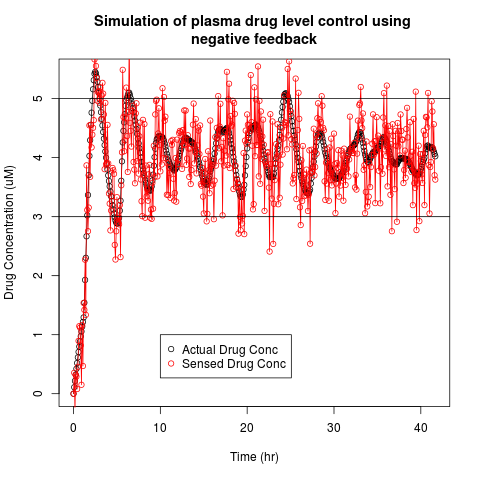 Simulation of plasma drug level control using
negative feedback
Drug Concentration (uM)
5
4
3
2
1
0
Actual Drug Conc
Sensed Drug Conc
0 10 20 30 40
Time (hr)